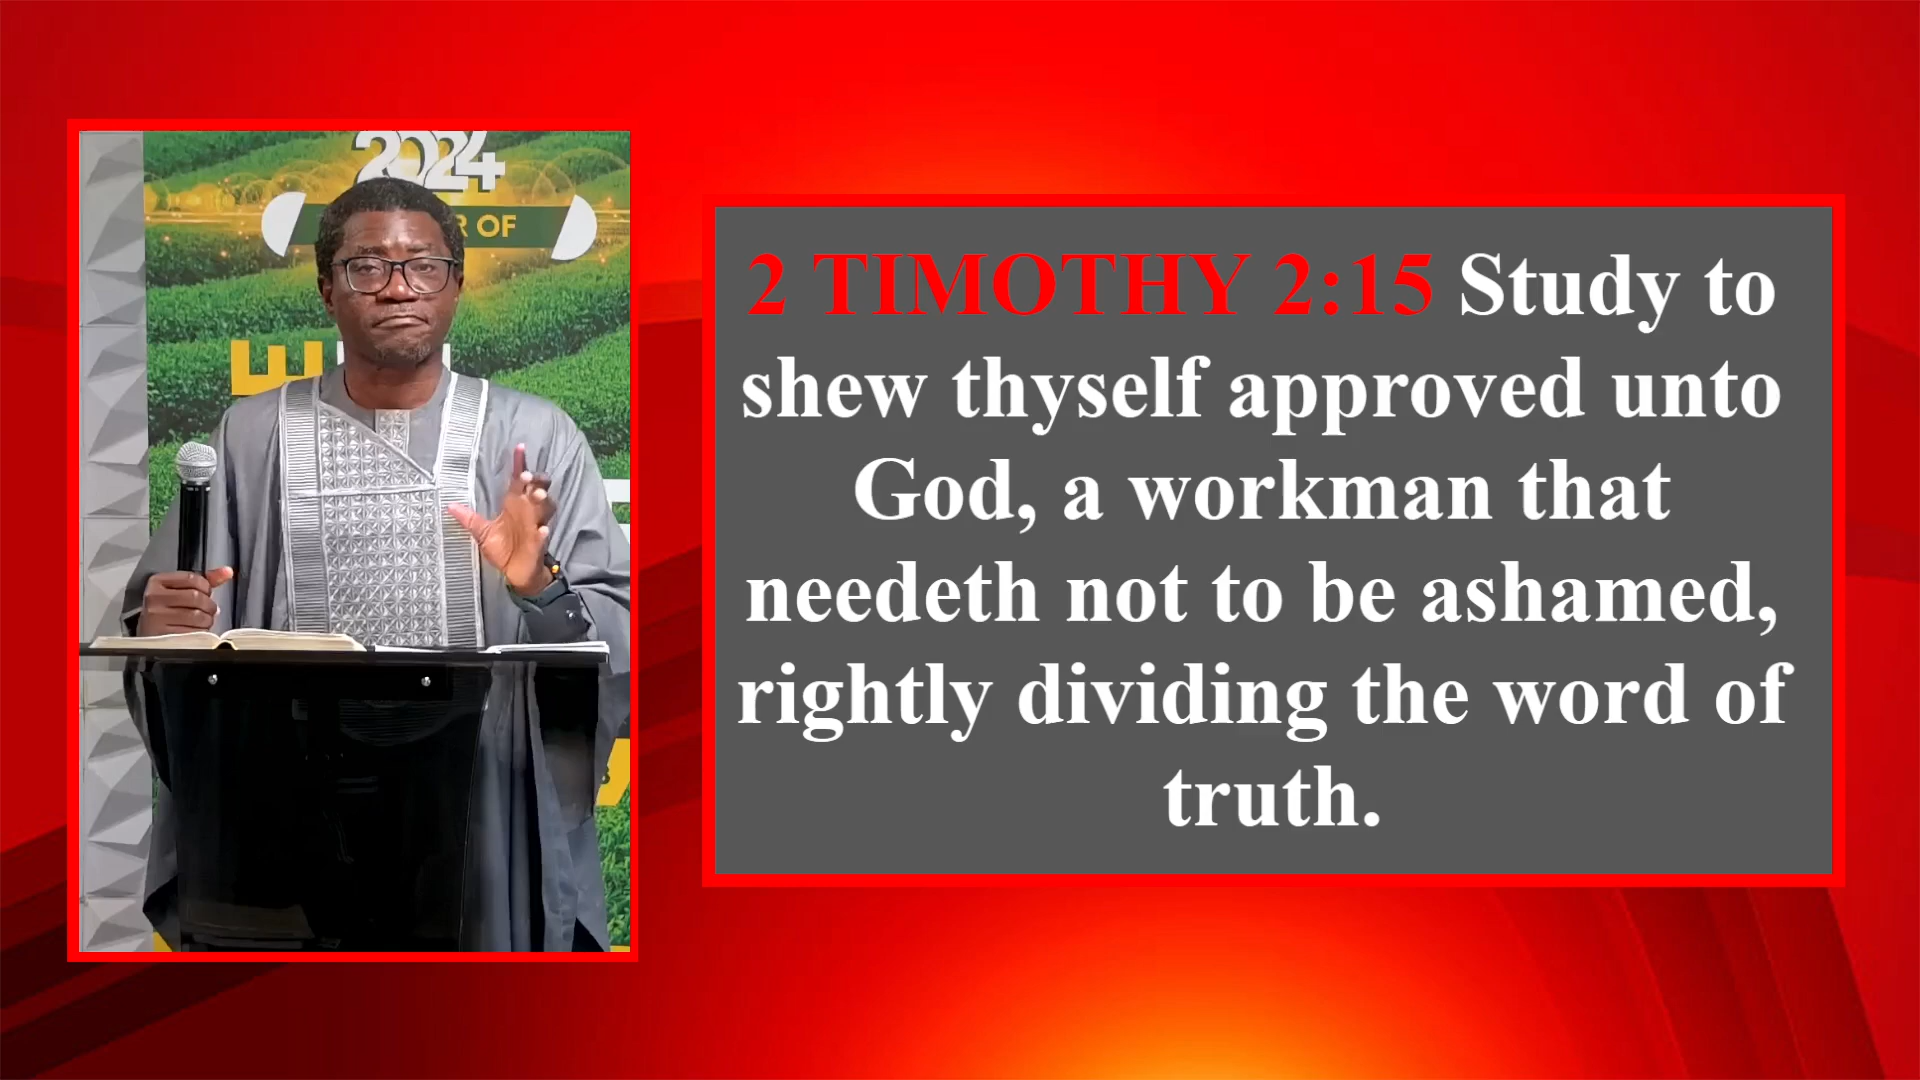 2024
R OF
E
2 TIMOTHY 2:15 Study to
shew thyself approved unto
God, a workman that
needeth not to be ashamed,
rightly dividing the word of
truth.